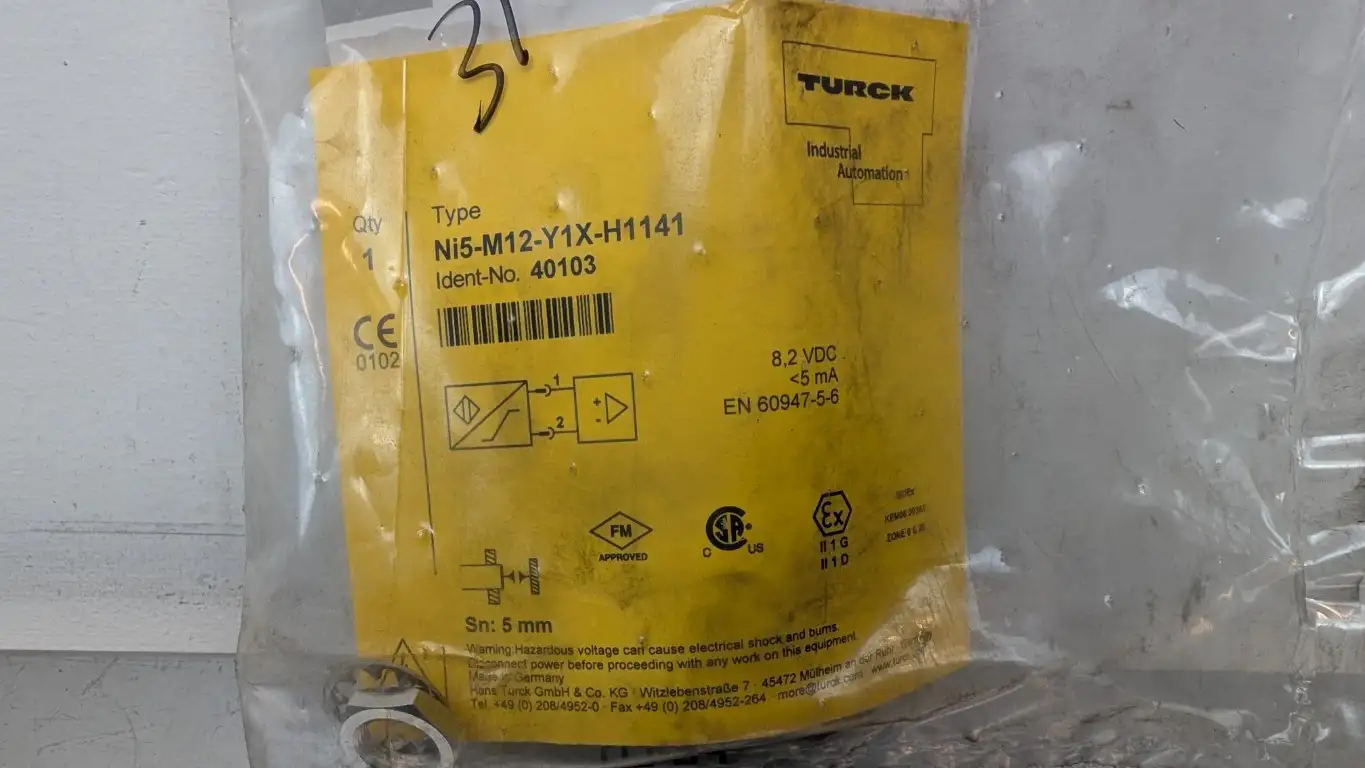 31
TURCK
Industrial
Automation
Type
Qty
1
Ni5-M12-Y1X-H1141
Ident-No. 40103
CE
0102
8,2 VDC
<5 mA
EN 60947-5-6
1
+
-
2
FM
APPROVED
SA
C US
Ex
II 1 G
II 1 D
Sn: 5 mm
Warning: Hazardous voltage can cause electrical shock and burns.
Disconnect power before proceeding with any work on this equipment.
Made in Germany
Hans Turck GmbH & Co. KG · Witzlebenstraße 7 · 45472 Mülheim an der Ruhr
Tel. +49 (0) 208/4952-0 · Fax +49 (0) 208/4952-264 · more@turck.com